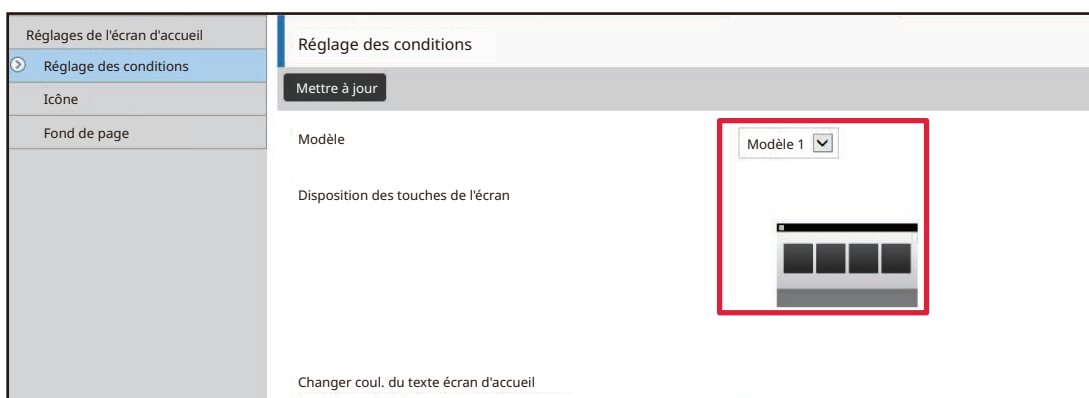 Réglages de l'écran d'accueil
Réglage des conditions
Icône
Fond de page
Réglage des conditions
Mettre à jour
Modèle
Modèle 1
Disposition des touches de l'écran
Changer coul. du texte écran d'accueil